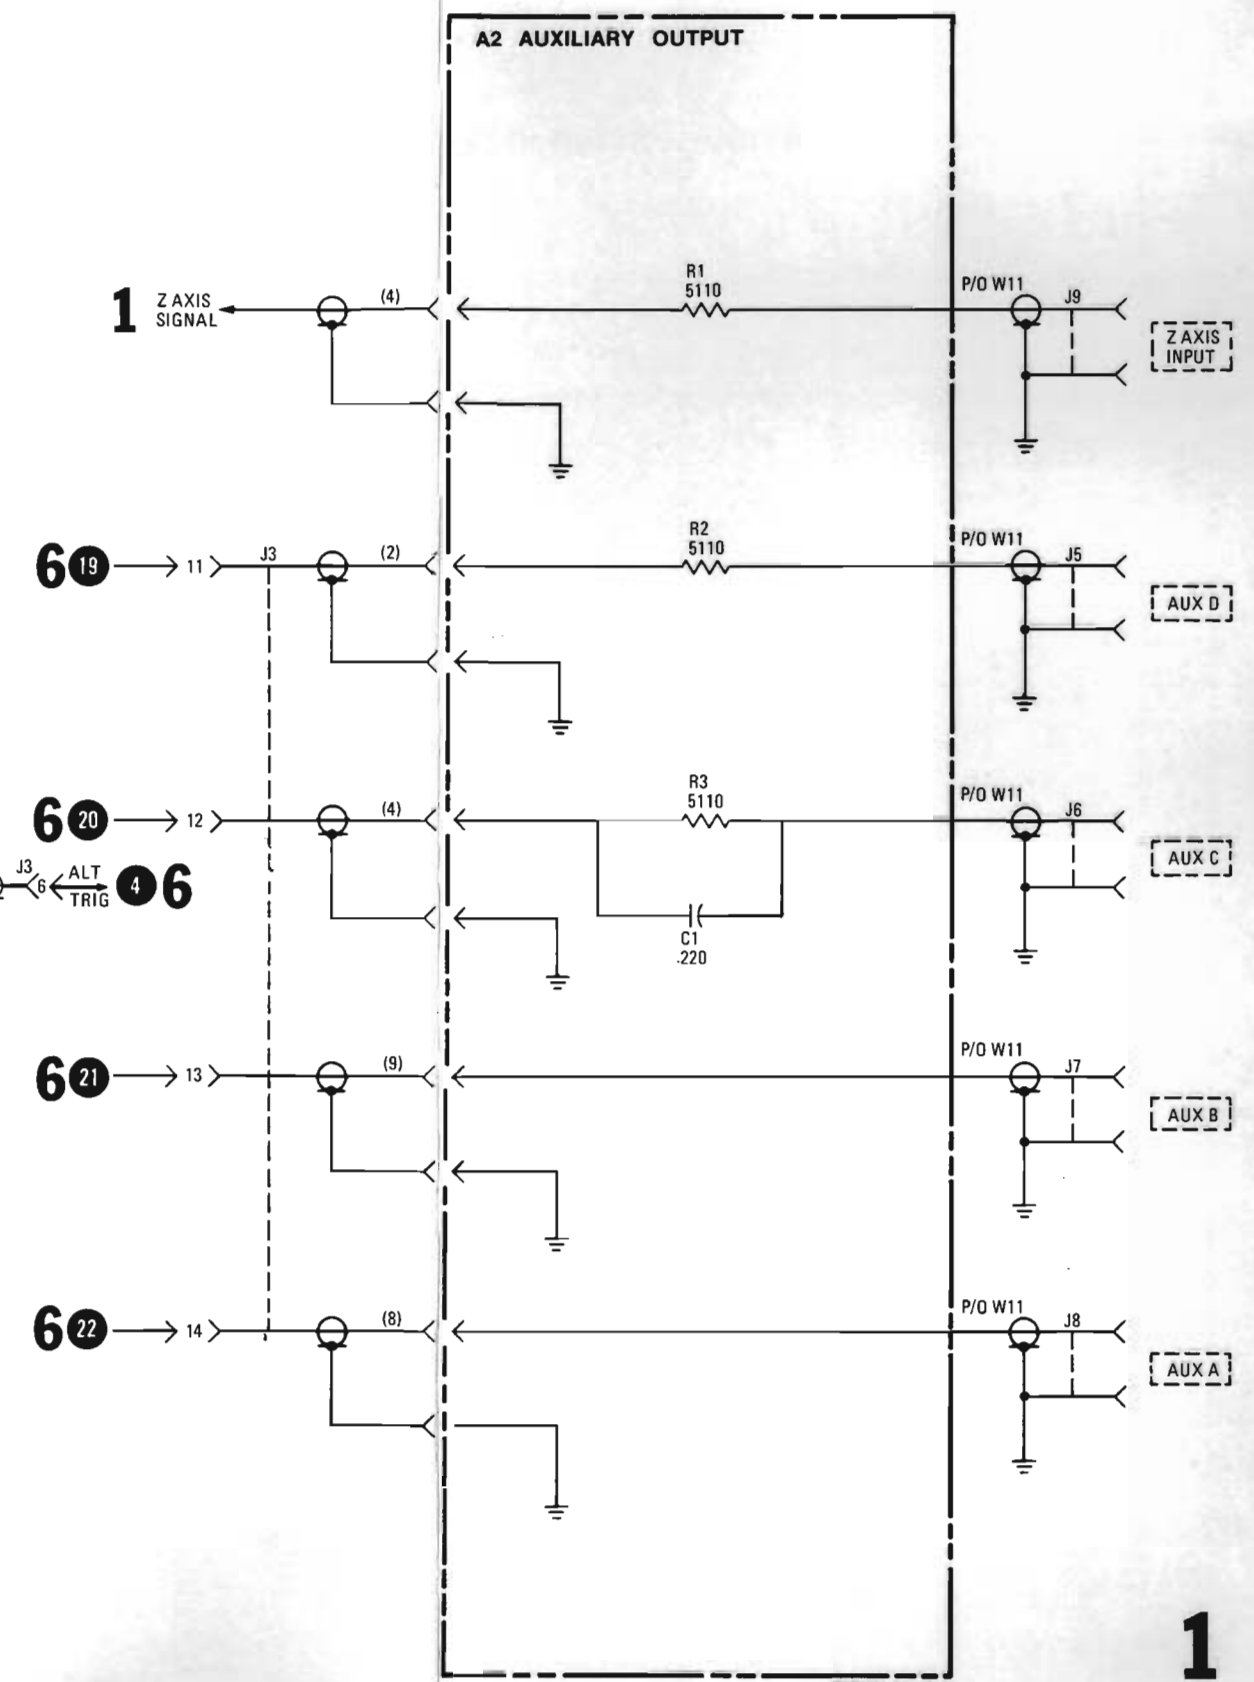 A2 AUXILIARY OUTPUT
1 Z AXIS SIGNAL (4) R1 5110 P/O W11 J9 Z AXIS INPUT
6 19 11 J3 (2) R2 5110 P/O W11 J5 AUX D
6 20 12 (4) R3 5110 P/O W11 J6 AUX C
J3 6 ALT TRIG 4 6
C1
.220
6 21 13 (9) P/O W11 J7 AUX B
6 22 14 (8) P/O W11 J8 AUX A
1